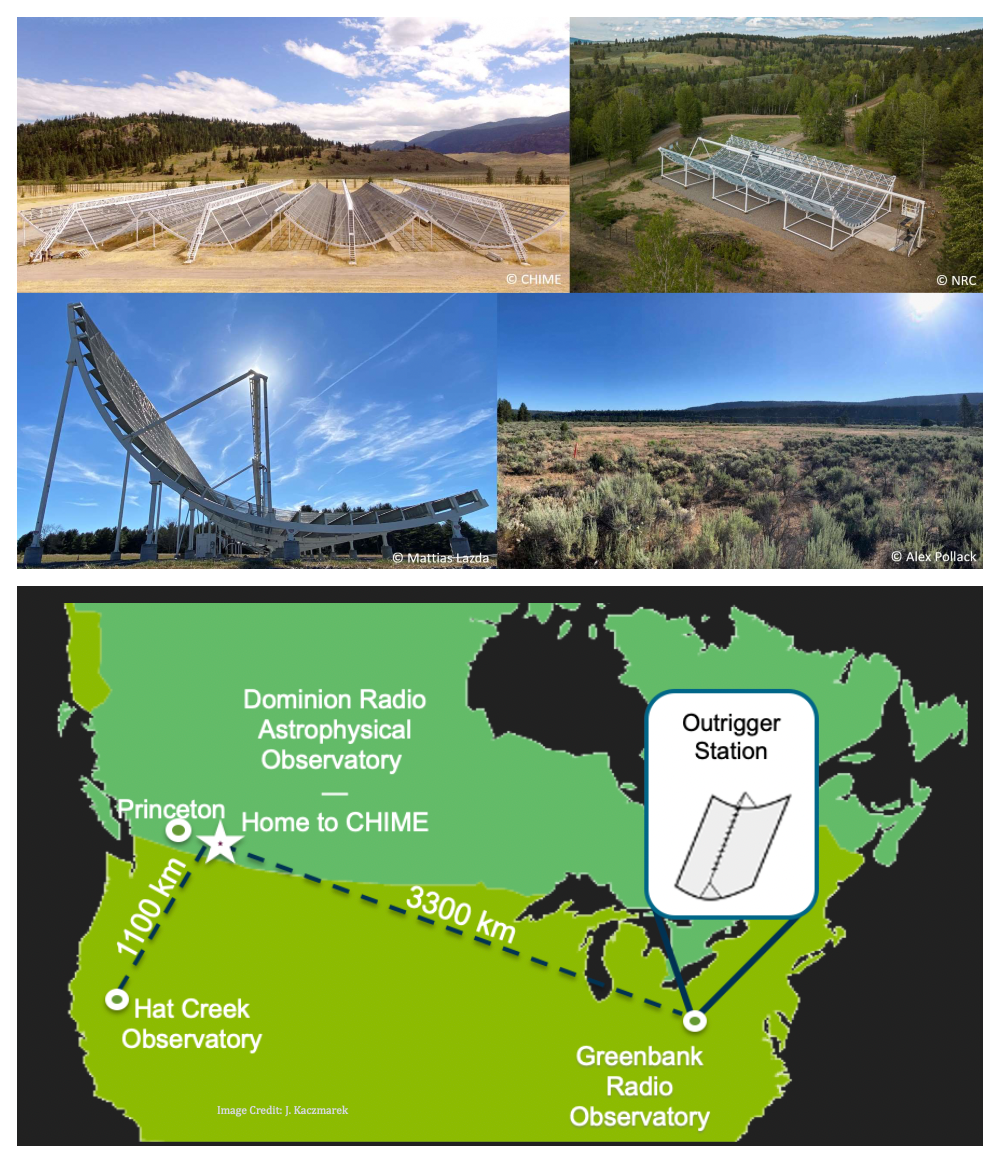 © CHIME
© NRC
© Mattias Lazda
© Alex Pollack
Dominion Radio
Astrophysical
Observatory
—
Home to CHIME
Princeton
1100 km
3300 km
Hat Creek
Observatory
Outrigger
Station
Greenbank
Radio
Observatory
Image Credit: J. Kaczmarek